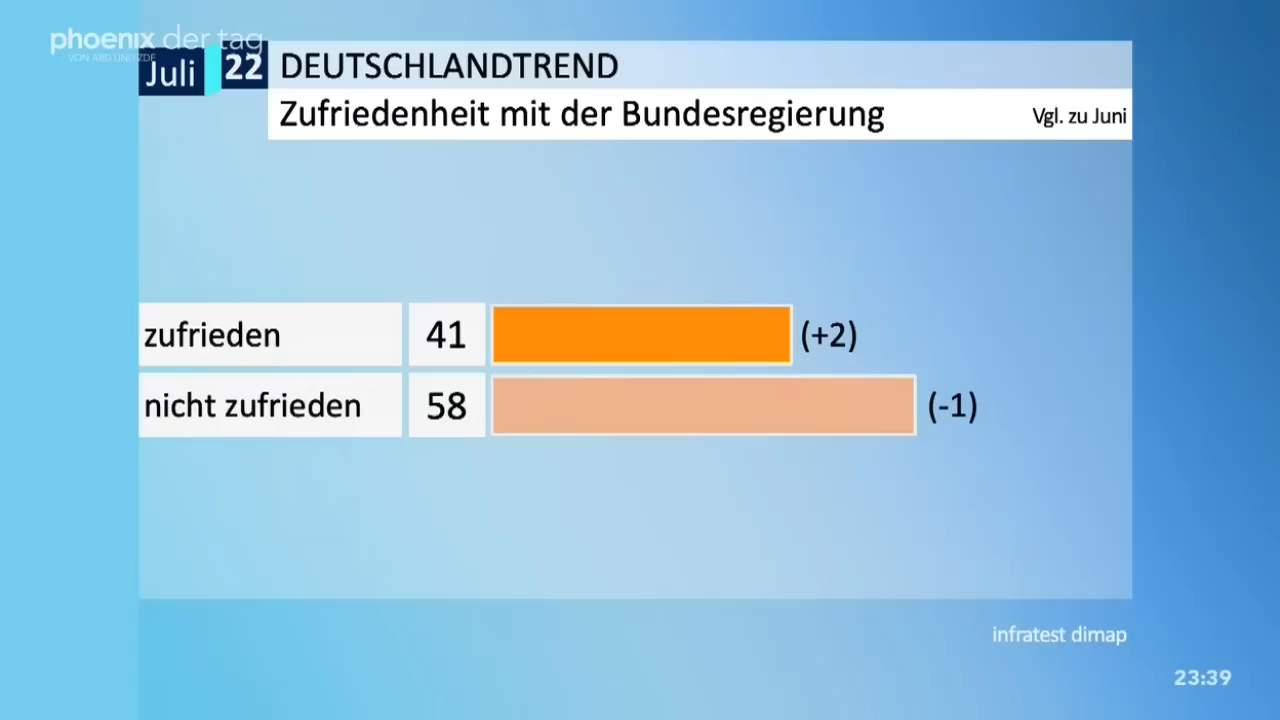 phoenix der tag
VON ARD UND ZDF
Juli 22 DEUTSCHLANDTREND
Zufriedenheit mit der Bundesregierung Vgl. zu Juni
zufrieden 41 (+2)
nicht zufrieden 58 (-1)
infratest dimap
23:39